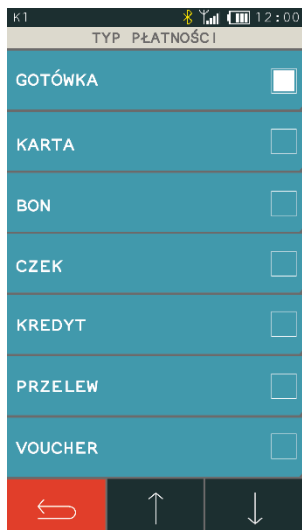 K1 12:00
TYP PŁATNOŚCI
GOTÓWKA
KARTA
BON
CZEK
KREDYT
PRZELEW
VOUCHER